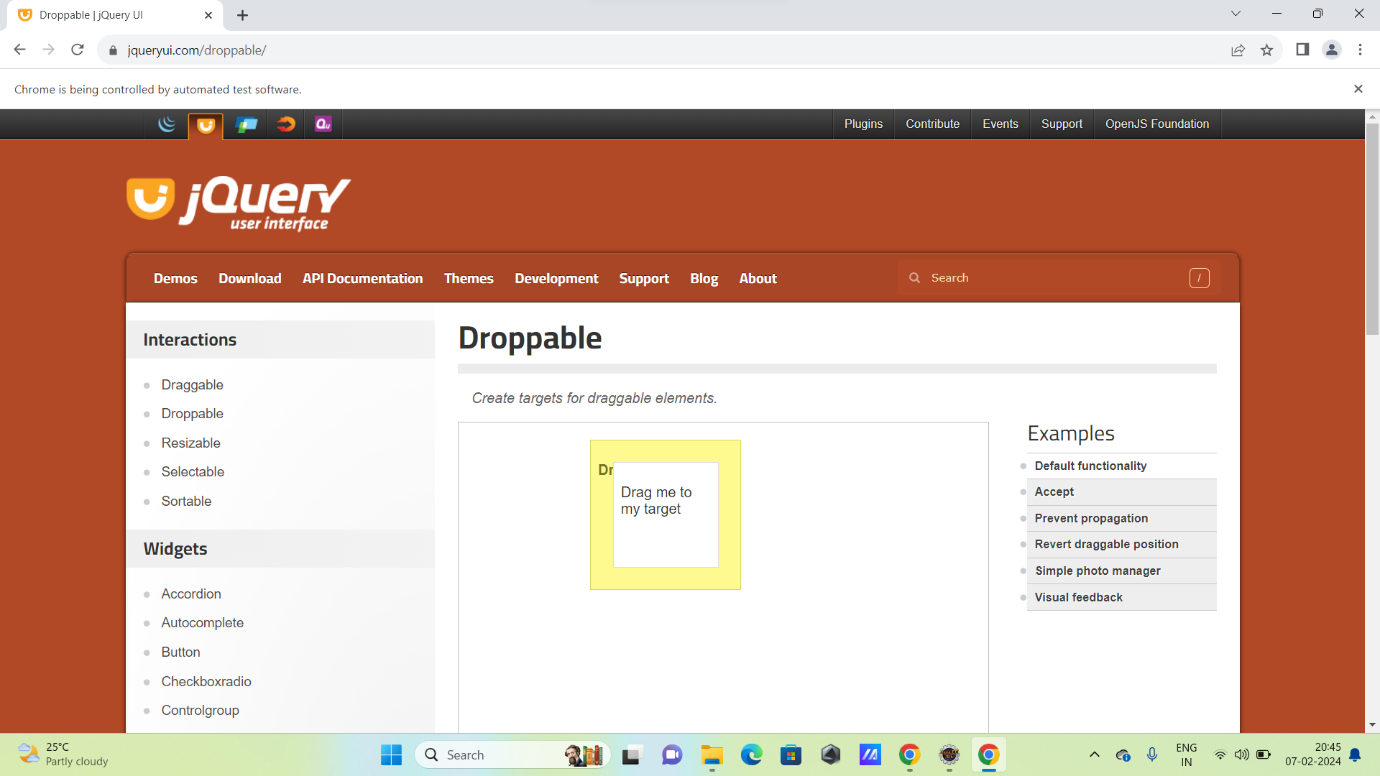 Droppable | jQuery UI
jqueryui.com/droppable/
Chrome is being controlled by automated test software.
Plugins Contribute Events Support OpenJS Foundation
jQuery
user interface
Demos Download API Documentation Themes Development Support Blog About Search /
Interactions
Draggable
Droppable
Resizable
Selectable
Sortable
Widgets
Accordion
Autocomplete
Button
Checkboxradio
Controlgroup
Droppable
Create targets for draggable elements.
Dr
Drag me to
my target
Examples
Default functionality
Accept
Prevent propagation
Revert draggable position
Simple photo manager
Visual feedback
25°C
Partly cloudy
Search
ENG
IN
20:45
07-02-2024